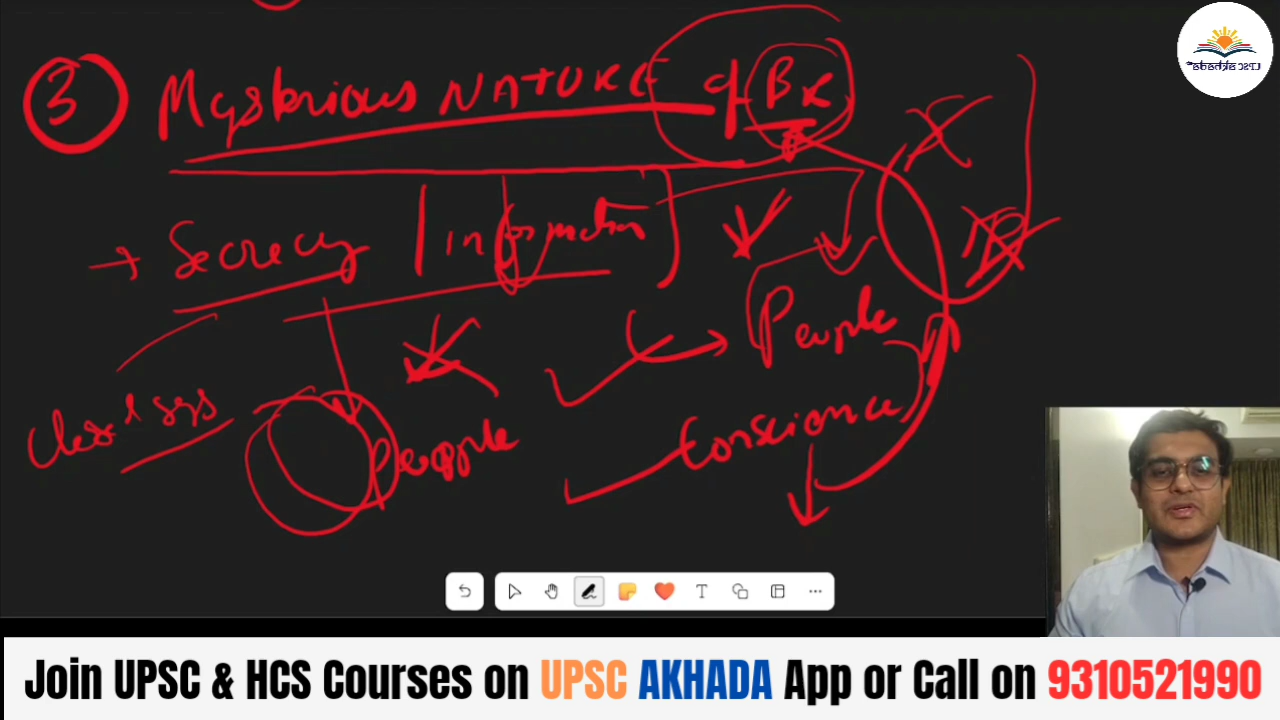 3 Mysterious NATURE of Bx
→ Secrecy / information
People
Conscience
People
T
Join UPSC & HCS Courses on UPSC AKHADA App or Call on 9310521990